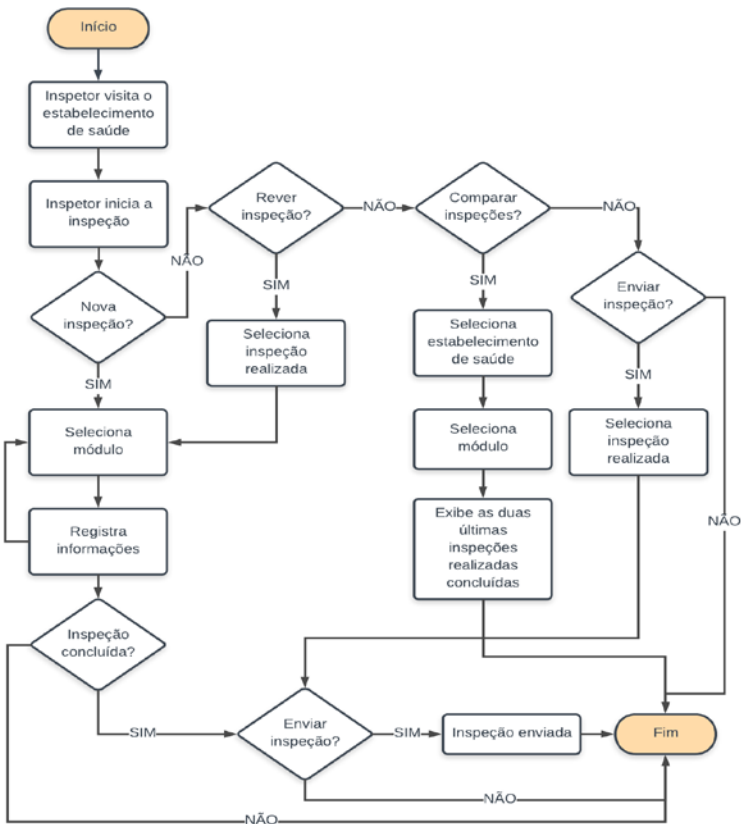 Início
Inspetor visita o
estabelecimento
de saúde
Inspetor inicia a
inspeção
Nova
inspeção?
NÃO
SIM
Rever
inspeção?
NÃO
SIM
Seleciona
inspeção
realizada
Comparar
inspeções?
NÃO
SIM
Seleciona
estabelecimento
de saúde
Seleciona
módulo
Exibe as duas
últimas
inspeções
realizadas
concluídas
Enviar
inspeção?
SIM
NÃO
Seleciona
inspeção
realizada
Seleciona
módulo
Registra
informações
Inspeção
concluída?
SIM
NÃO
Enviar
inspeção?
SIM
NÃO
Inspeção enviada
Fim